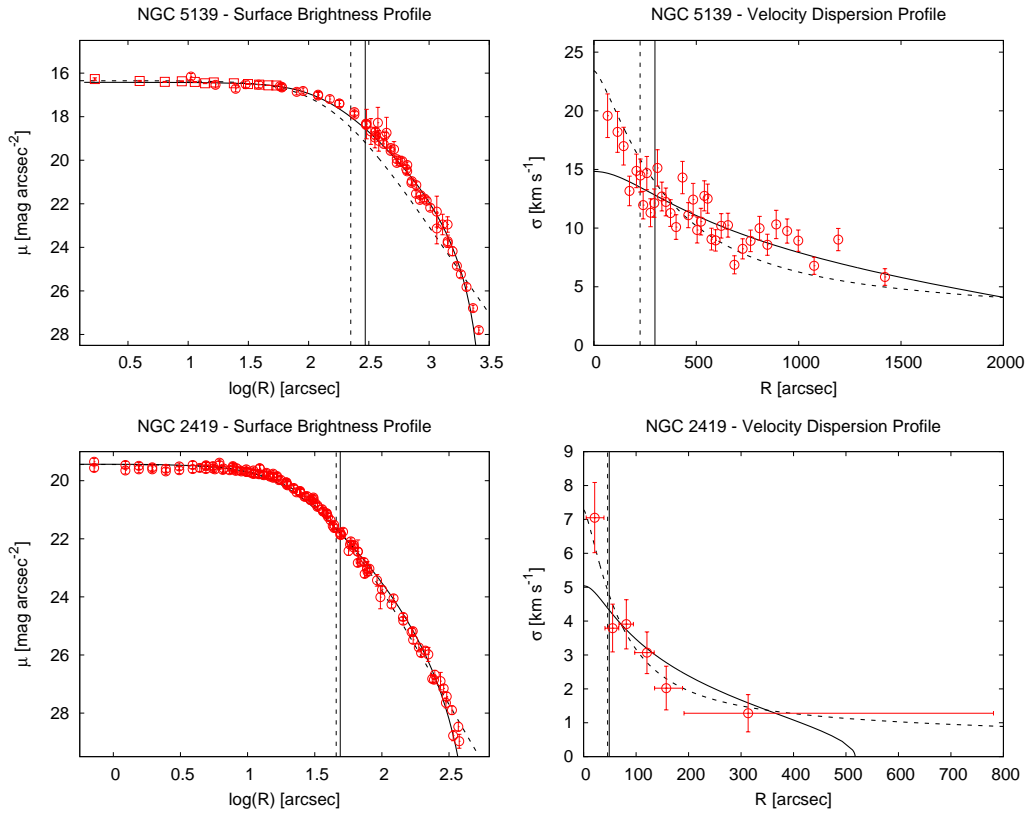 NGC 5139 - Surface Brightness Profile
NGC 5139 - Velocity Dispersion Profile
16
18
20
22
24
26
28
μ [mag arcsec-2]
0.5 1 1.5 2 2.5 3 3.5
log(R) [arcsec]
0
5
10
15
20
25
σ [km s-1]
0 500 1000 1500 2000
R [arcsec]
NGC 2419 - Surface Brightness Profile
NGC 2419 - Velocity Dispersion Profile
20
22
24
26
28
μ [mag arcsec-2]
0 0.5 1 1.5 2 2.5
log(R) [arcsec]
0
1
2
3
4
5
6
7
8
9
σ [km s-1]
0 100 200 300 400 500 600 700 800
R [arcsec]